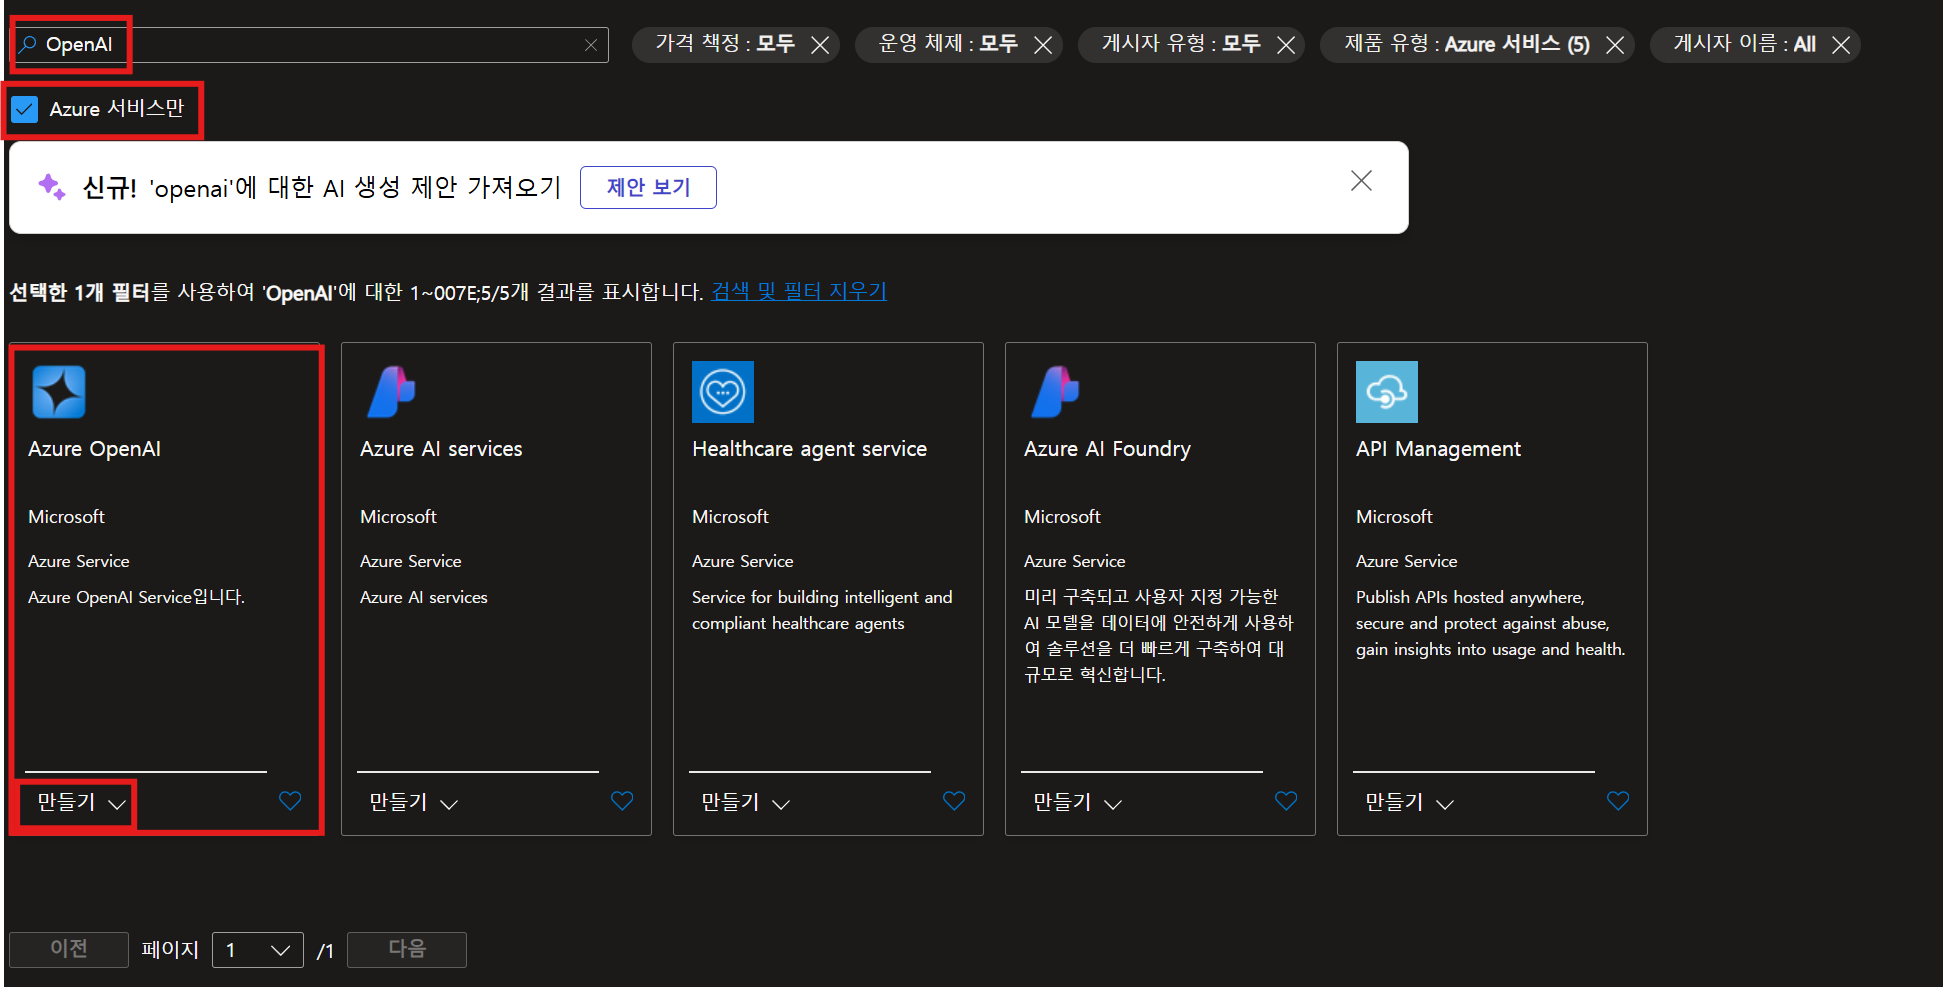 OpenAI
가격 책정 : 모두
운영 체제 : 모두
게시자 유형 : 모두
제품 유형 : Azure 서비스 (5)
게시자 이름 : All
Azure 서비스만
신규! 'openai'에 대한 AI 생성 제안 가져오기
제안 보기
선택한 1개 필터를 사용하여 'OpenAI'에 대한 1~007E;5/5개 결과를 표시합니다. 검색 및 필터 지우기
Azure OpenAI
Microsoft
Azure Service
Azure OpenAI Service입니다.
만들기
Azure AI services
Microsoft
Azure Service
Azure AI services
만들기
Healthcare agent service
Microsoft
Azure Service
Service for building intelligent and
compliant healthcare agents
만들기
Azure AI Foundry
Microsoft
Azure Service
미리 구축되고 사용자 지정 가능한
AI 모델을 데이터에 안전하게 사용하
여 솔루션을 더 빠르게 구축하여 대
규모로 혁신합니다.
만들기
API Management
Microsoft
Azure Service
Publish APIs hosted anywhere,
secure and protect against abuse,
gain insights into usage and health.
만들기
이전 페이지 1 /1 다음